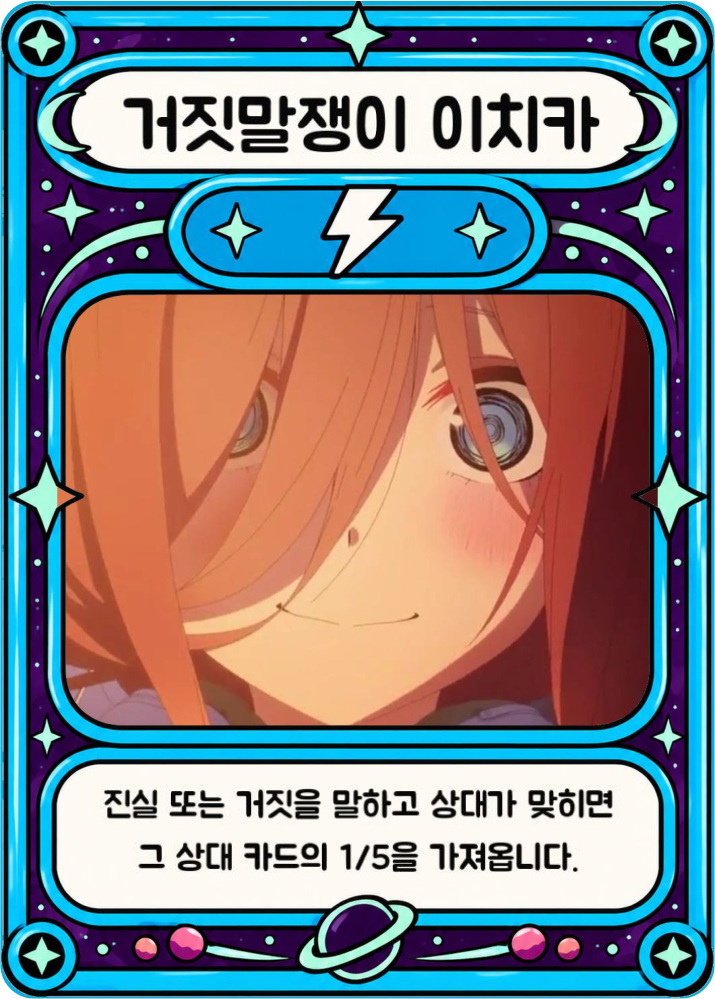 거짓말쟁이 이치카
진실 또는 거짓을 말하고 상대가 맞히면
그 상대 카드의 1/5을 가져옵니다.